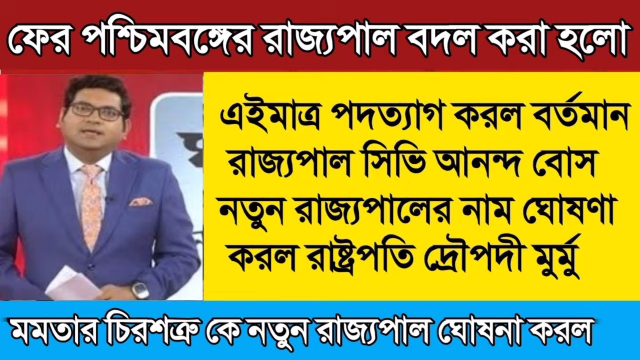 ফের পশ্চিমবঙ্গের রাজ্যপাল বদল করা হলো
এইমাত্র পদত্যাগ করল বর্তমান
রাজ্যপাল সিভি আনন্দ বোস
নতুন রাজ্যপালের নাম ঘোষণা
করল রাষ্ট্রপতি দ্রৌপদী মুর্মু
মমতার চিরশত্রু কে নতুন রাজ্যপাল ঘোষনা করল